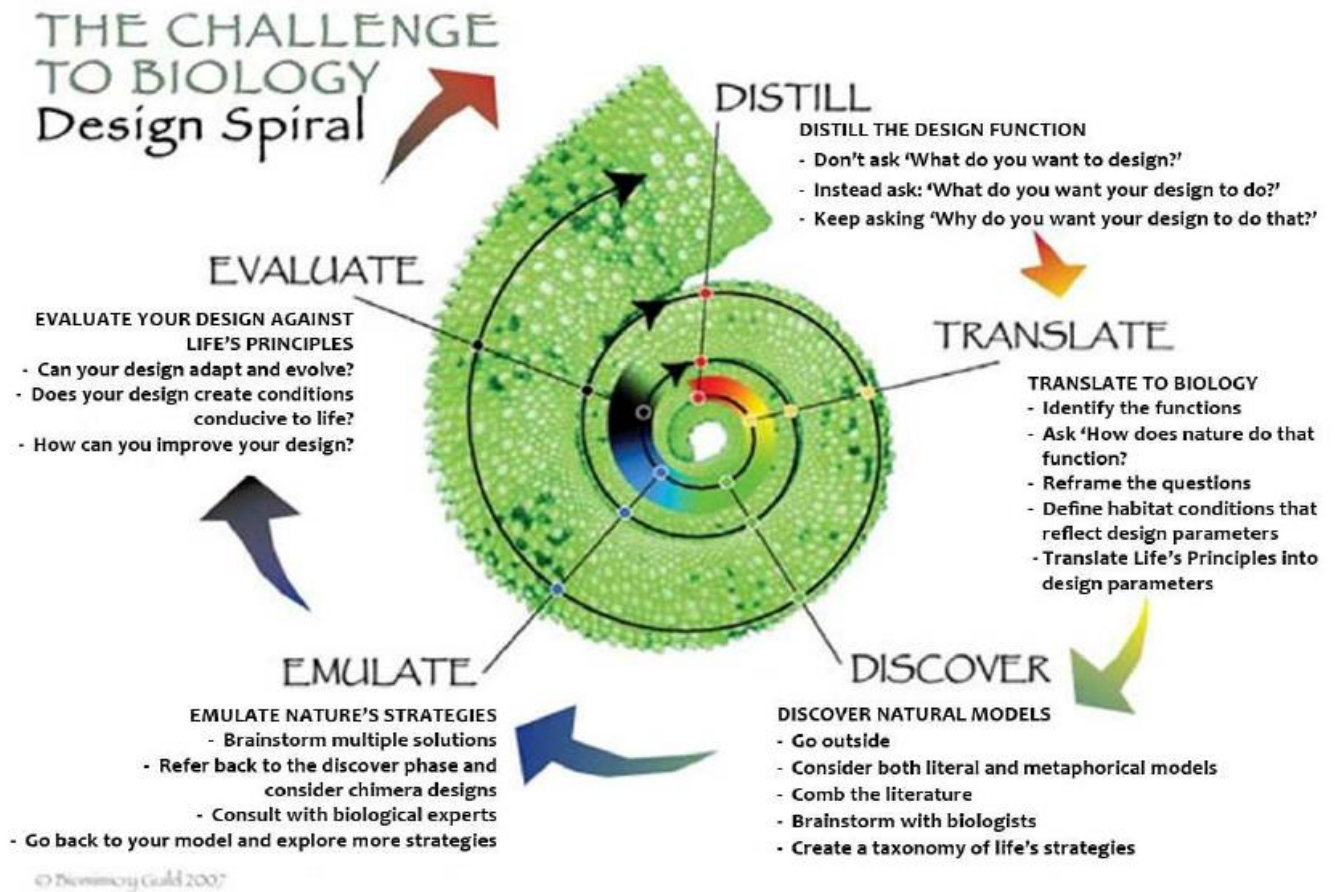 THE CHALLENGE
TO BIOLOGY
Design Spiral
DISTILL
DISTILL THE DESIGN FUNCTION
- Don't ask 'What do you want to design?'
- Instead ask: 'What do you want your design to do?'
- Keep asking 'Why do you want your design to do that?'
TRANSLATE
TRANSLATE TO BIOLOGY
- Identify the functions
- Ask 'How does nature do that
function?
- Reframe the questions
- Define habitat conditions that
reflect design parameters
- Translate Life's Principles into
design parameters
DISCOVER
DISCOVER NATURAL MODELS
- Go outside
- Consider both literal and metaphorical models
- Comb the literature
- Brainstorm with biologists
- Create a taxonomy of life's strategies
EMULATE
EMULATE NATURE'S STRATEGIES
- Brainstorm multiple solutions
- Refer back to the discover phase and
consider chimera designs
- Consult with biological experts
- Go back to your model and explore more strategies
EVALUATE
EVALUATE YOUR DESIGN AGAINST
LIFE'S PRINCIPLES
- Can your design adapt and evolve?
- Does your design create conditions
conducive to life?
- How can you improve your design?
© Biomimicry Guild 2007